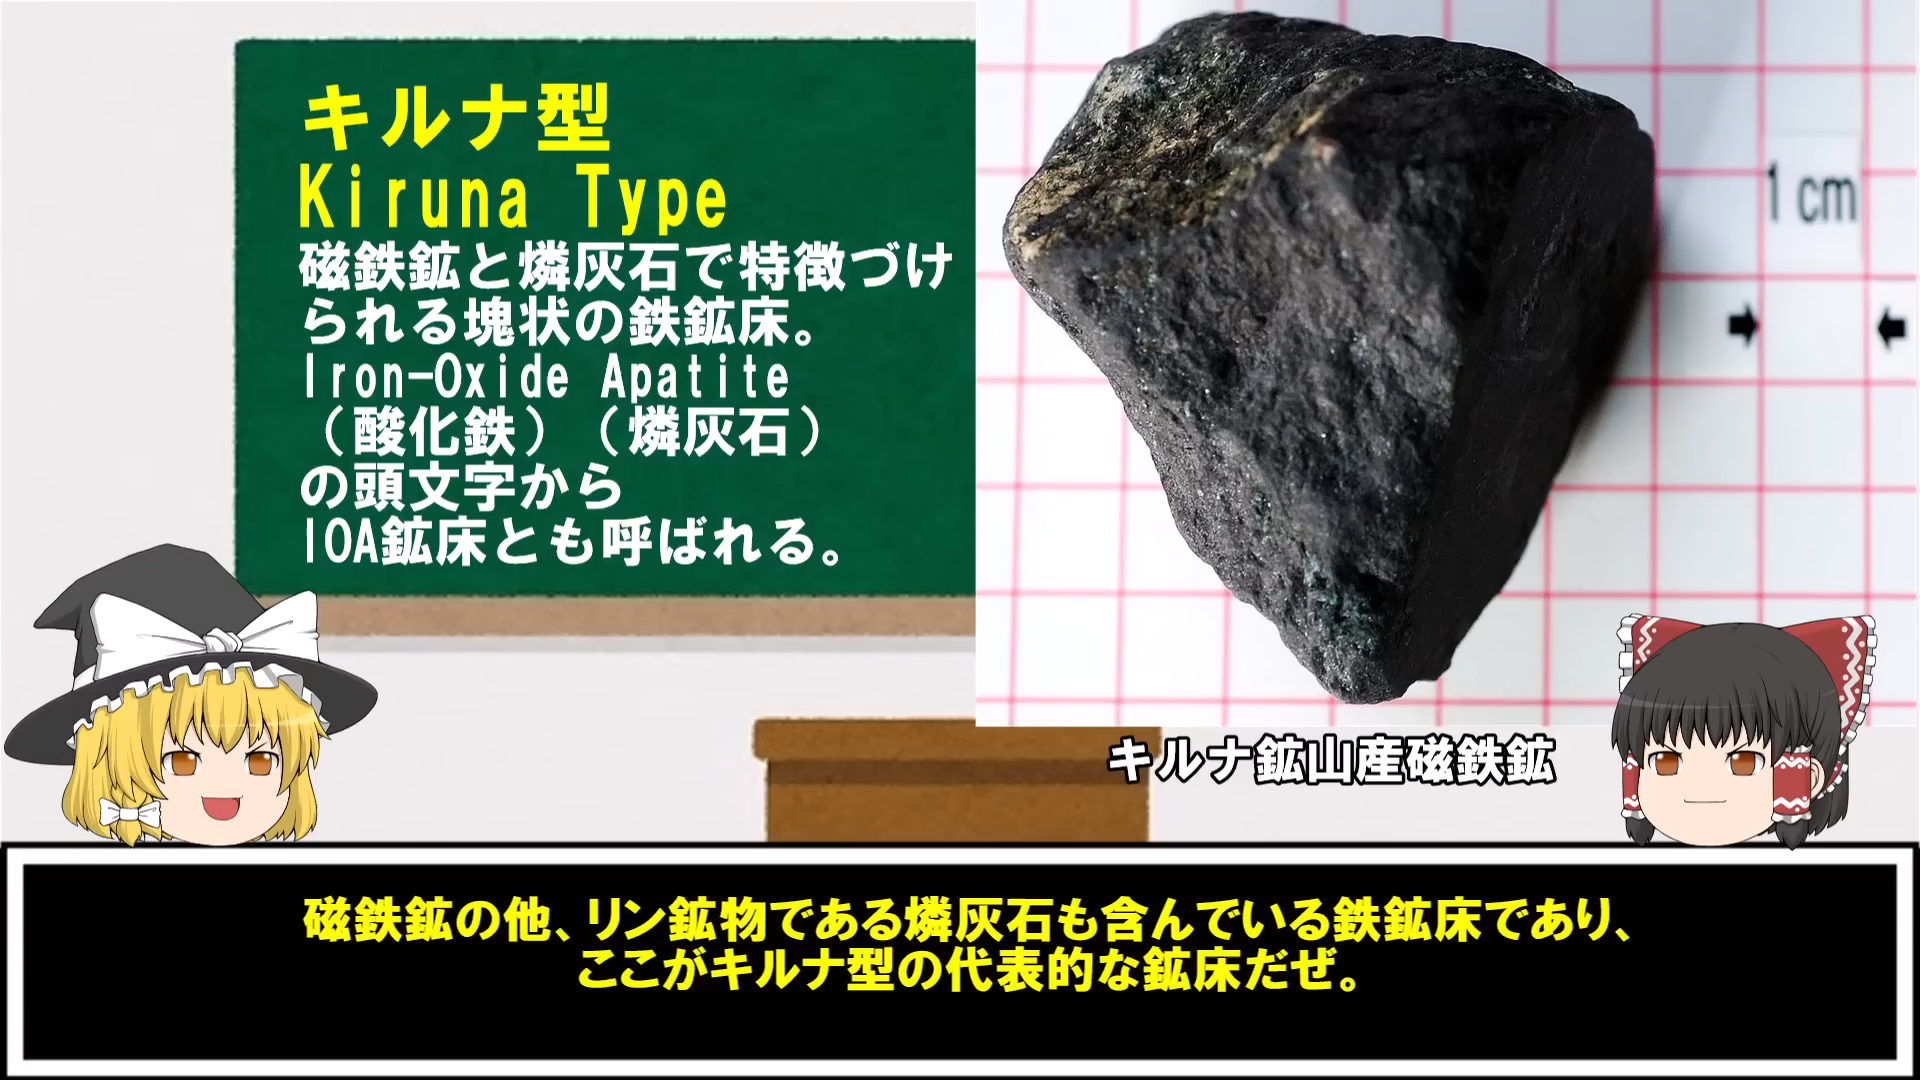 キルナ型
Kiruna Type
磁鉄鉱と燐灰石で特徴づけ
られる塊状の鉄鉱床。
Iron-Oxide Apatite
（酸化鉄）（燐灰石）
の頭文字から
IOA鉱床とも呼ばれる。
1 cm
キルナ鉱山産磁鉄鉱
磁鉄鉱の他、リン鉱物である燐灰石も含んでいる鉄鉱床であり、
ここがキルナ型の代表的な鉱床だぜ。